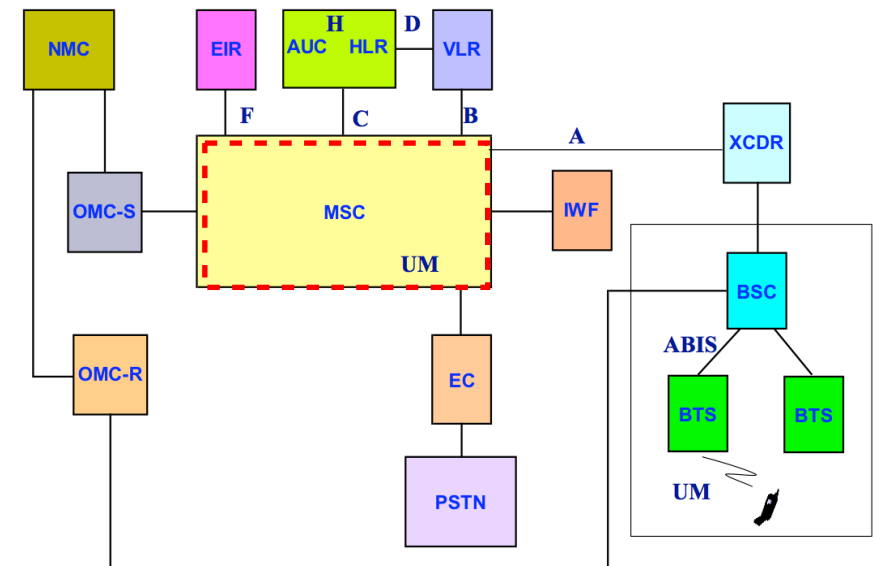 H
D
NMC
EIR
AUC HLR
VLR
F
C
B
A
XCDR
OMC-S
MSC
IWF
UM
BSC
ABIS
OMC-R
EC
BTS
BTS
UM
PSTN